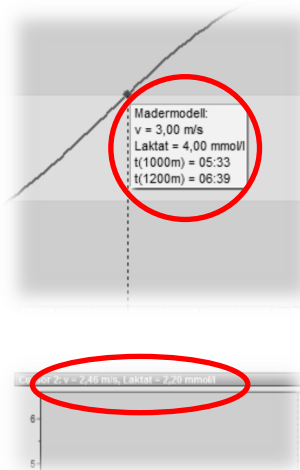 Madermodell:
v = 3,00 m/s
Laktat = 4,00 mmol/l
t(1000m) = 05:33
t(1200m) = 06:39
Cursor 2: v = 2,46 m/s, Laktat = 2,20 mmol/l
6
5